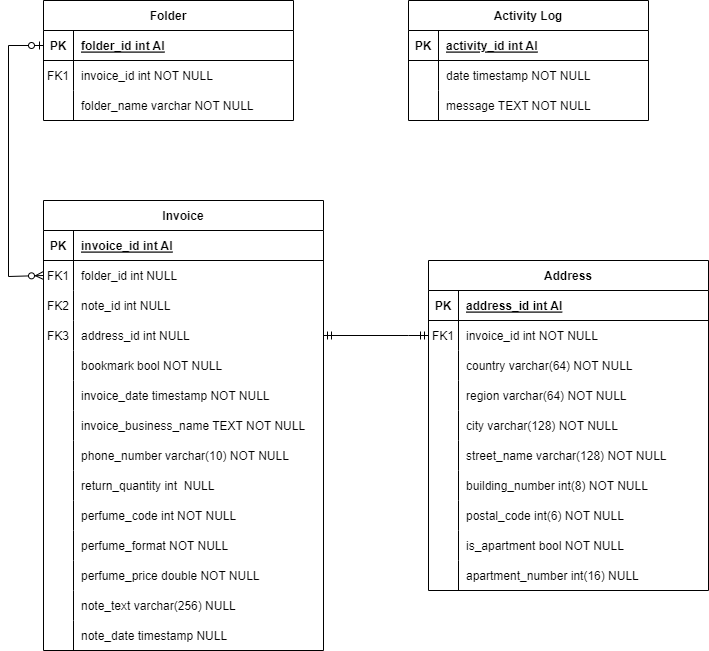 Folder
PK folder_id int AI
FK1 invoice_id int NOT NULL
folder_name varchar NOT NULL
Activity Log
PK activity_id int AI
date timestamp NOT NULL
message TEXT NOT NULL
Invoice
PK invoice_id int AI
FK1 folder_id int NULL
FK2 note_id int NULL
FK3 address_id int NULL
bookmark bool NOT NULL
invoice_date timestamp NOT NULL
invoice_business_name TEXT NOT NULL
phone_number varchar(10) NOT NULL
return_quantity int  NULL
perfume_code int NOT NULL
perfume_format NOT NULL
perfume_price double NOT NULL
note_text varchar(256) NULL
note_date timestamp NULL
Address
PK address_id int AI
FK1 invoice_id int NOT NULL
country varchar(64) NOT NULL
region varchar(64) NOT NULL
city varchar(128) NOT NULL
street_name varchar(128) NOT NULL
building_number int(8) NOT NULL
postal_code int(6) NOT NULL
is_apartment bool NOT NULL
apartment_number int(16) NULL